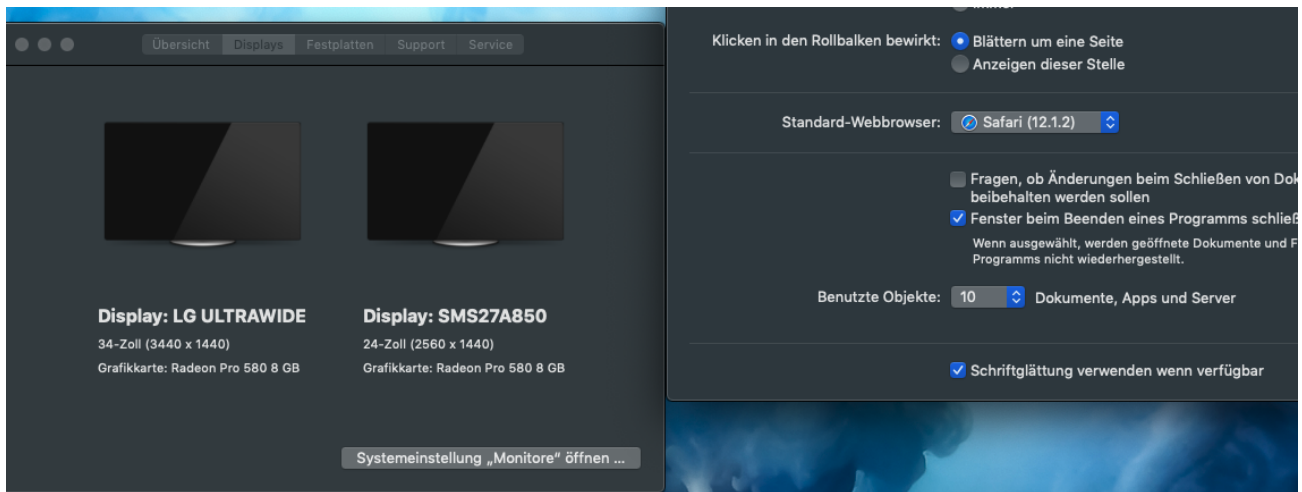 Übersicht Displays Festplatten Support Service
Display: LG ULTRAWIDE
34-Zoll (3440 x 1440)
Grafikkarte: Radeon Pro 580 8 GB
Display: SMS27A850
24-Zoll (2560 x 1440)
Grafikkarte: Radeon Pro 580 8 GB
Systemeinstellung „Monitore“ öffnen ...
Klicken in den Rollbalken bewirkt: Blättern um eine Seite
Anzeigen dieser Stelle
Standard-Webbrowser: Safari (12.1.2)
Fragen, ob Änderungen beim Schließen von Dok
beibehalten werden sollen
Fenster beim Beenden eines Programms schließ
Wenn ausgewählt, werden geöffnete Dokumente und F
Programms nicht wiederhergestellt.
Benutzte Objekte: 10 Dokumente, Apps und Server
Schriftglättung verwenden wenn verfügbar